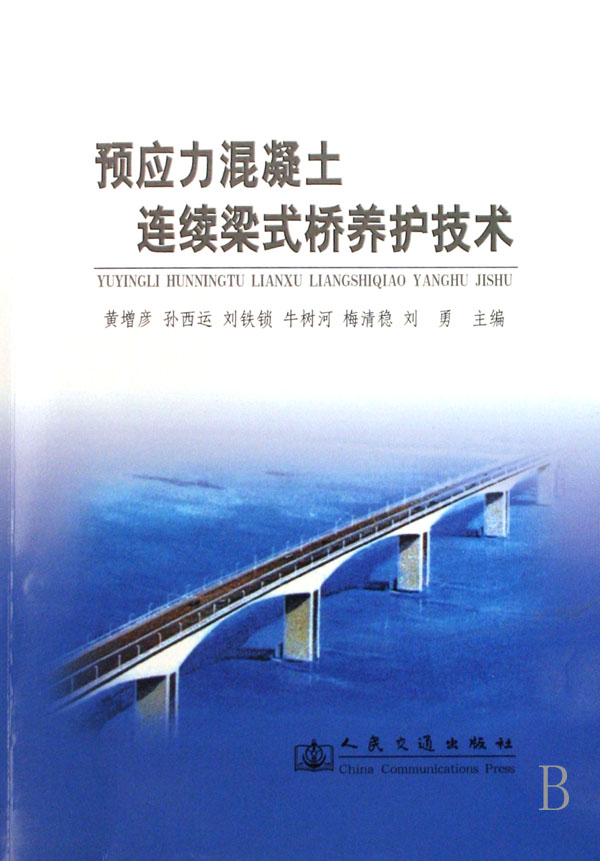 预应力混凝土
连续梁式桥养护技术
YUYINGLI HUNNINGTU LIANXU LIANGSHIQIAO YANGHU JISHU
黄增彦 孙西运 刘铁锁 牛树河 梅清稳 刘 勇 主编
人民交通出版社
China Communications Press
B